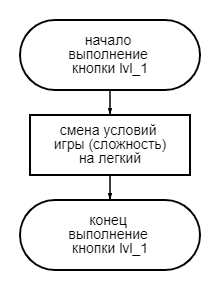 начало
выполнение
кнопки lvl_1
смена условий
игры (сложность)
на легкий
конец
выполнение
кнопки lvl_1